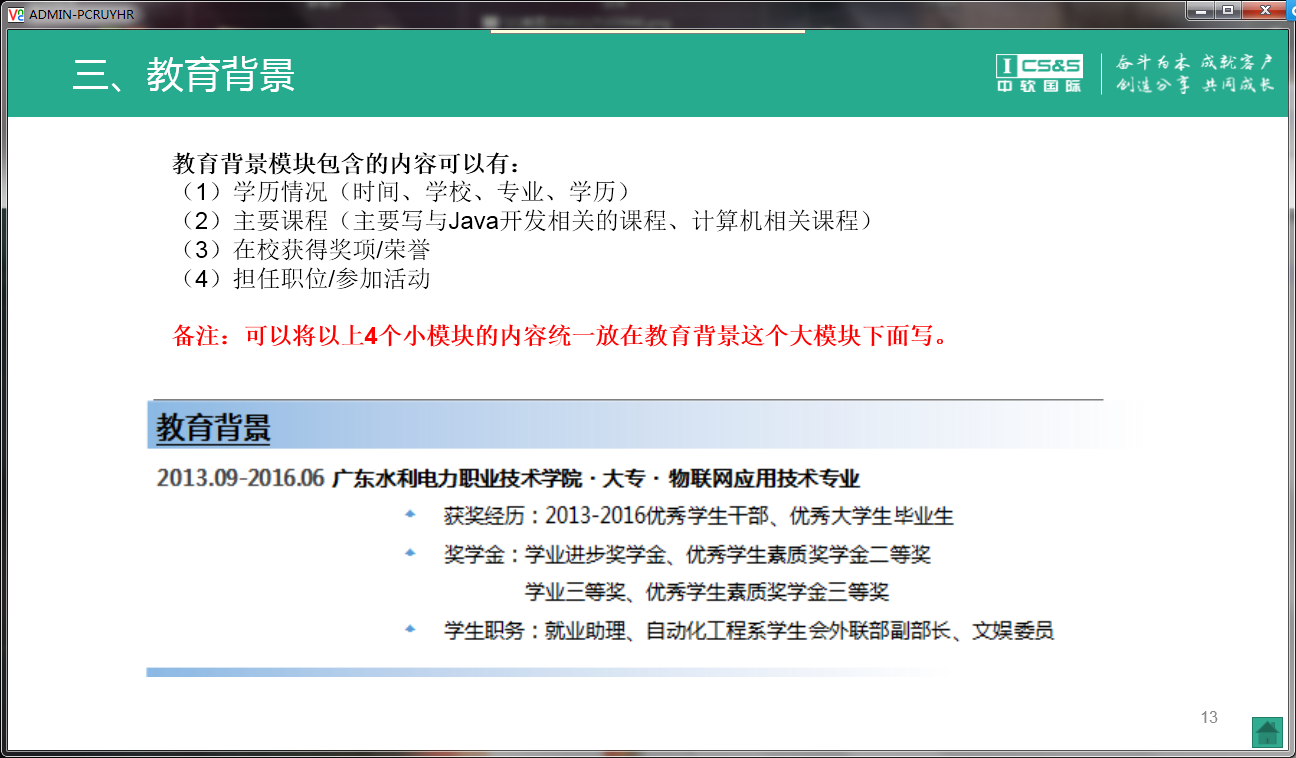 ADMIN-PCRUYHR
三、教育背景
I CS&S
中软国际
奋斗为本 成就客户
创造分享 共同成长
教育背景模块包含的内容可以有：
（1）学历情况（时间、学校、专业、学历）
（2）主要课程（主要写与Java开发相关的课程、计算机相关课程）
（3）在校获得奖项/荣誉
（4）担任职位/参加活动
备注：可以将以上4个小模块的内容统一放在教育背景这个大模块下面写。
教育背景
2013.09-2016.06 广东水利电力职业技术学院·大专· 物联网应用技术专业
获奖经历：2013-2016优秀学生干部、优秀大学生毕业生
奖学金：学业进步奖学金、优秀学生素质奖学金二等奖
学业三等奖、优秀学生素质奖学金三等奖
学生职务：就业助理、自动化工程系学生会外联部副部长、文娱委员
13